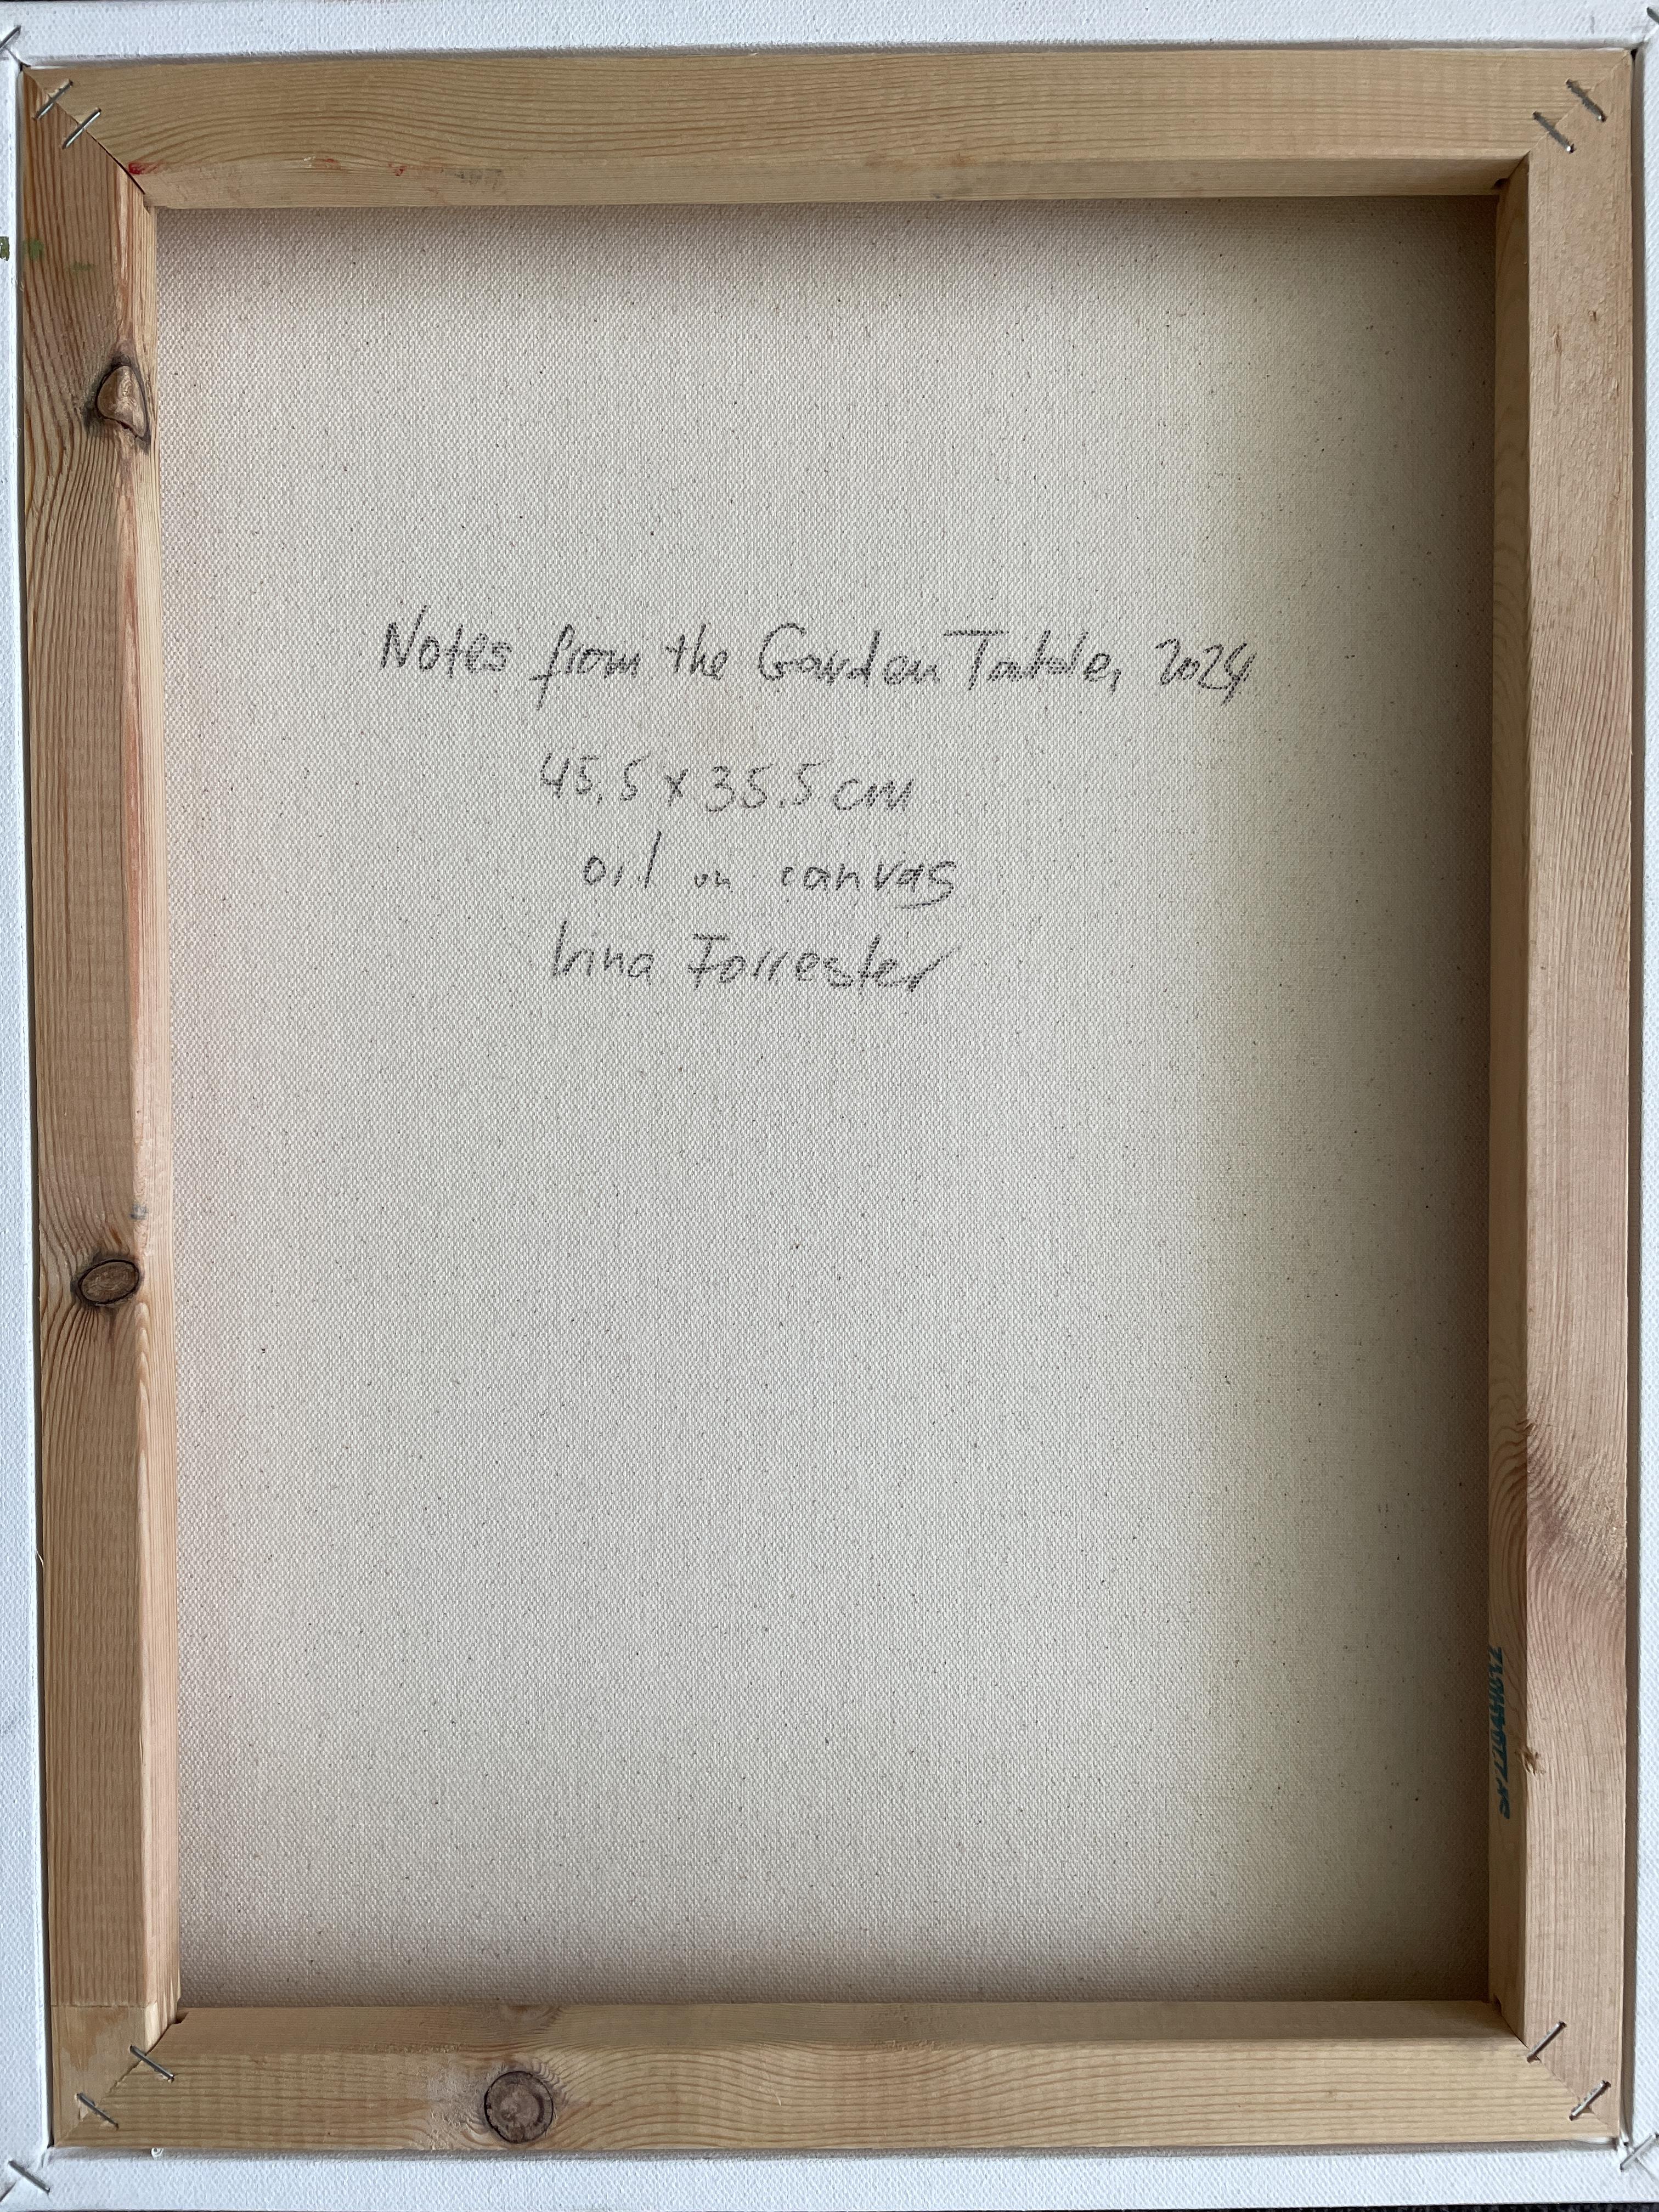 Notes from the Garden Table, 2024
45.5 x 35.5 cm
oil on canvas
Irina Forrester